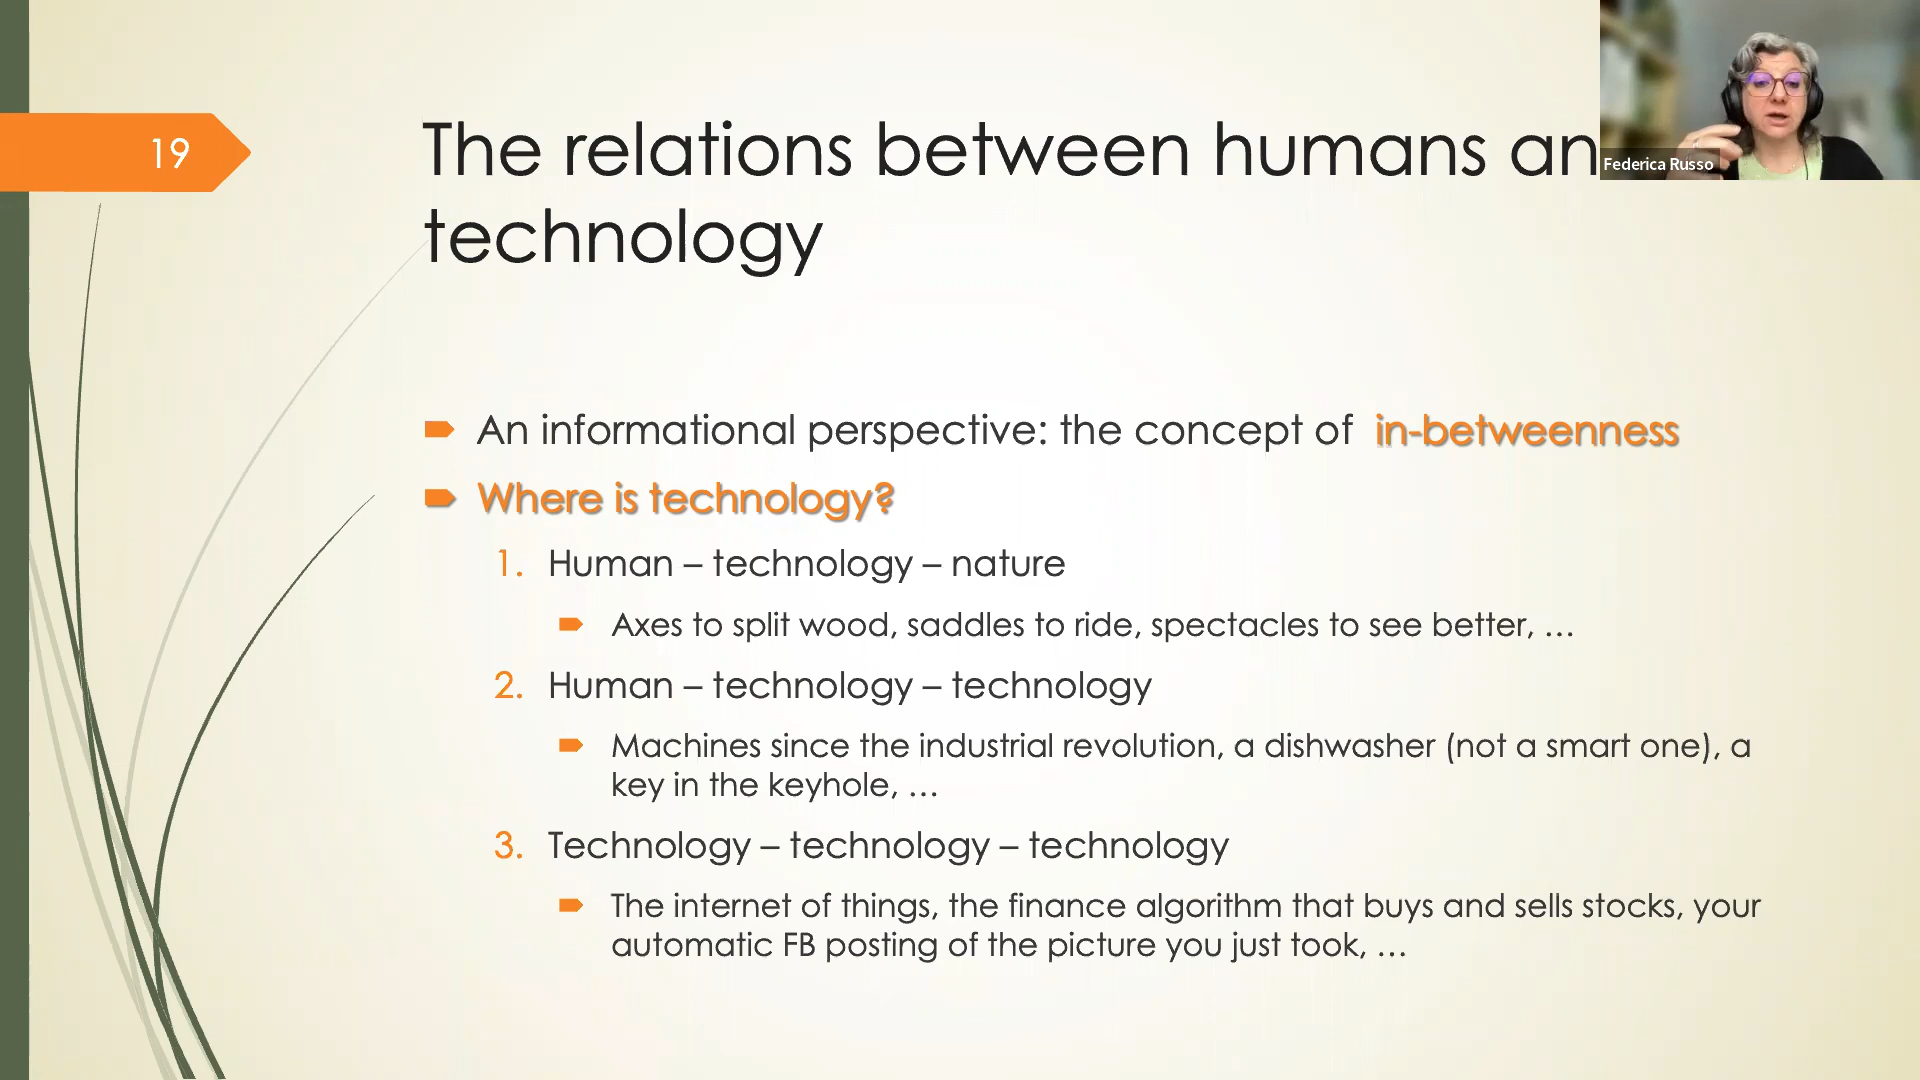 19
The relations between humans an
technology
Federica Russo
An informational perspective: the concept of in-betweenness
Where is technology?
1. Human – technology – nature
Axes to split wood, saddles to ride, spectacles to see better, …
2. Human – technology – technology
Machines since the industrial revolution, a dishwasher (not a smart one), a
key in the keyhole, …
3. Technology – technology – technology
The internet of things, the finance algorithm that buys and sells stocks, your
automatic FB posting of the picture you just took, …